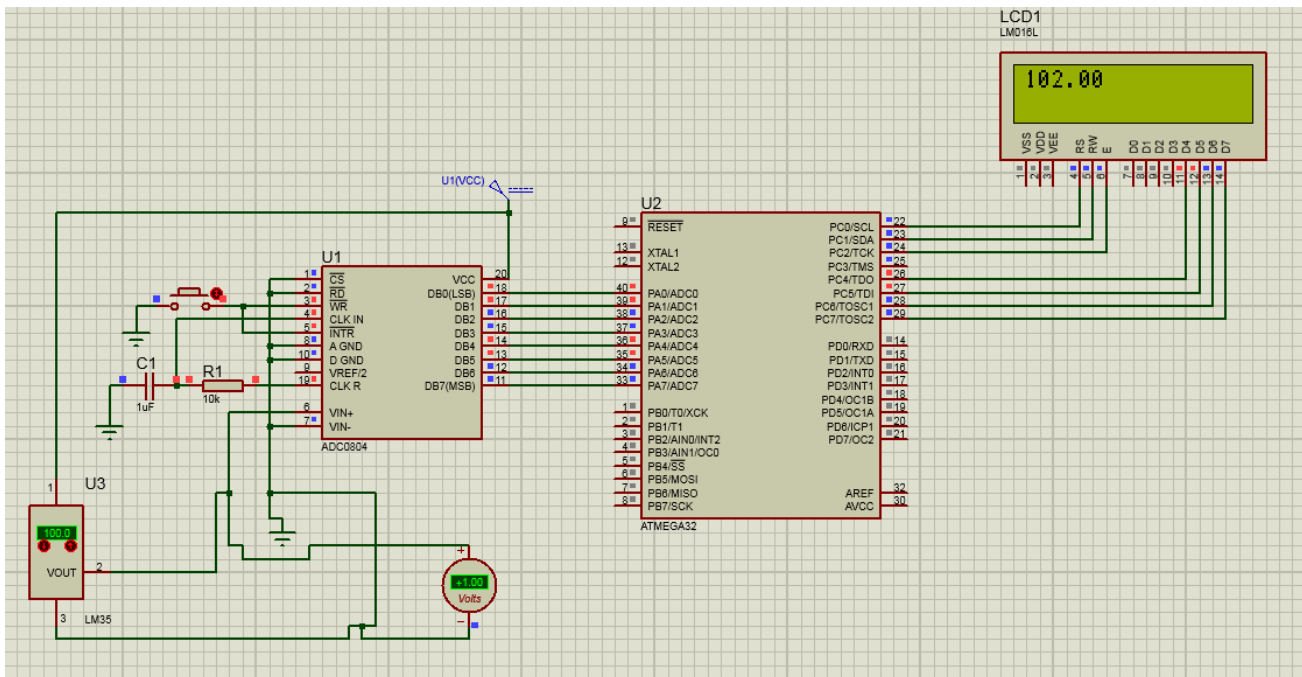 LCD1
LM016L
102.00
VSS
VDD
VEE
RS
RW
E
D0
D1
D2
D3
D4
D5
D6
D7
1
2
3
4
5
6
7
8
9
10
11
12
13
14
U1(VCC)
U1
1 CS
2 RD
3 WR
4 CLK IN
5 INTR
8 A GND
10 D GND
9 VREF/2
19 CLK R
6 VIN+
7 VIN-
VCC 20
DB0(LSB) 18
DB1 17
DB2 16
DB3 15
DB4 14
DB5 13
DB6 12
DB7(MSB) 11
ADC0804
C1
1uF
R1
10k
U2
9 RESET
13 XTAL1
12 XTAL2
40 PA0/ADC0
39 PA1/ADC1
38 PA2/ADC2
37 PA3/ADC3
36 PA4/ADC4
35 PA5/ADC5
34 PA6/ADC6
33 PA7/ADC7
1 PB0/T0/XCK
2 PB1/T1
3 PB2/AIN0/INT2
4 PB3/AIN1/OC0
5 PB4/SS
6 PB5/MOSI
7 PB6/MISO
8 PB7/SCK
PC0/SCL 22
PC1/SDA 23
PC2/TCK 24
PC3/TMS 25
PC4/TDO 26
PC5/TDI 27
PC6/TOSC1 28
PC7/TOSC2 29
PD0/RXD 14
PD1/TXD 15
PD2/INT0 16
PD3/INT1 17
PD4/OC1B 18
PD5/OC1A 19
PD6/ICP1 20
PD7/OC2 21
AREF 32
AVCC 30
ATMEGA32
U3
1
100.0
VOUT 2
3
LM35
+
+1.00
Volts
−